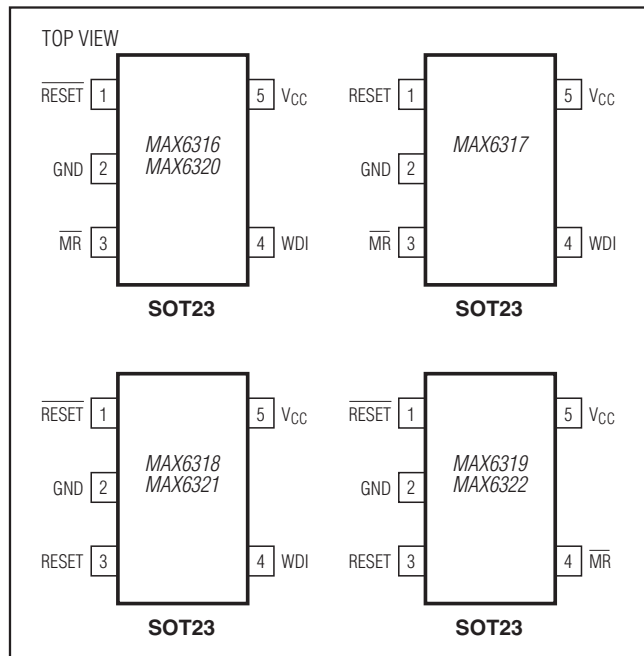 TOP VIEW
RESET 1
5 VCC
MAX6316
MAX6320
GND 2
MR 3
4 WDI
SOT23
RESET 1
5 VCC
MAX6317
GND 2
MR 3
4 WDI
SOT23
RESET 1
5 VCC
MAX6318
MAX6321
GND 2
RESET 3
4 WDI
SOT23
RESET 1
5 VCC
MAX6319
MAX6322
GND 2
RESET 3
4 MR
SOT23